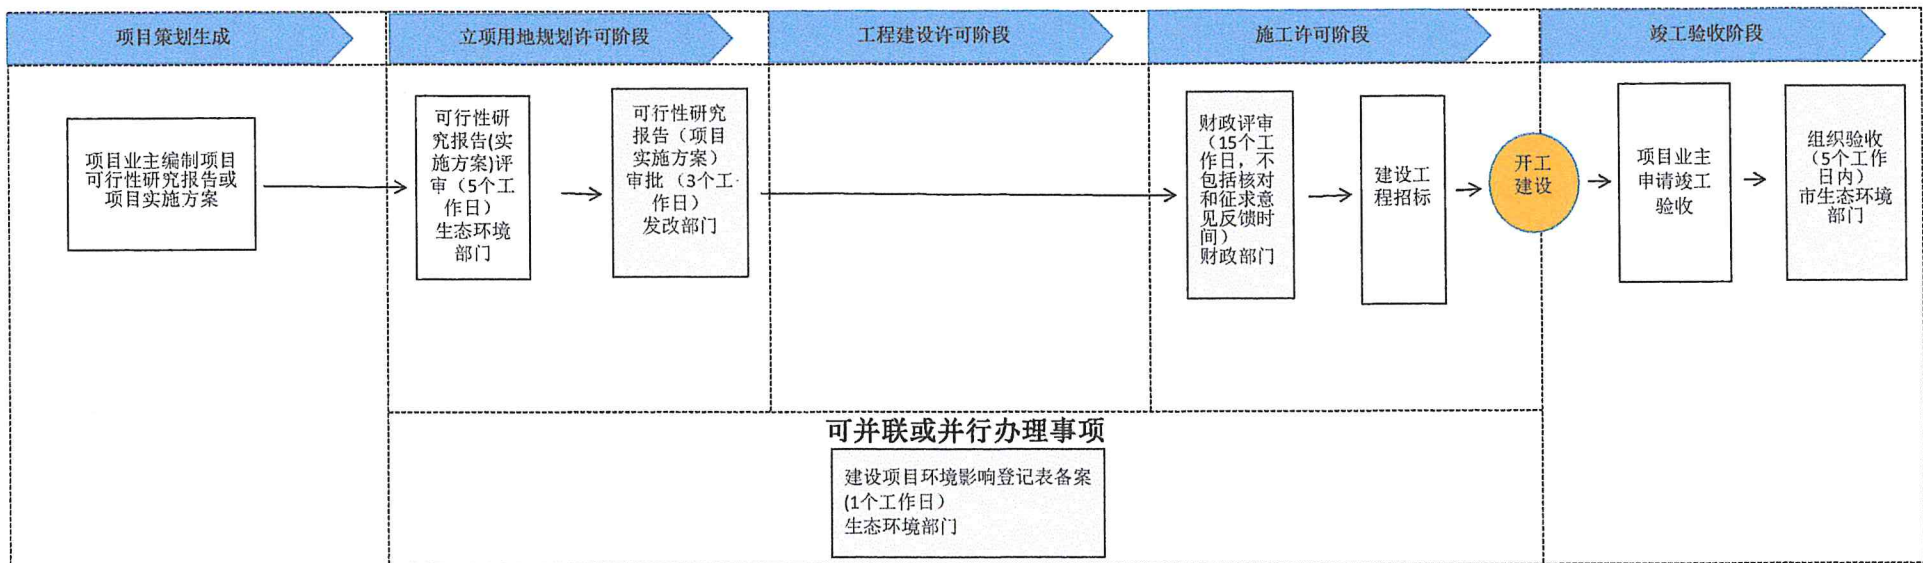 项目策划生成
立项用地规划许可阶段
工程建设许可阶段
施工许可阶段
竣工验收阶段
项目业主编制项目
可行性研究报告或
项目实施方案
可行性研
究报告(实
施方案)评
审（5个工
作日）
生态环境
部门
可行性研究
报告（项目
实施方案）
审批（3个工
作日）
发改部门
财政评审
（15个工
作日，不
包括核对
和征求意
见反馈时
间）
财政部门
建设工
程招标
开工
建设
项目业主
申请竣工
验收
组织验收
（5个工作
日内）
市生态环境
部门
可并联或并行办理事项
建设项目环境影响登记表备案
(1个工作日）
生态环境部门